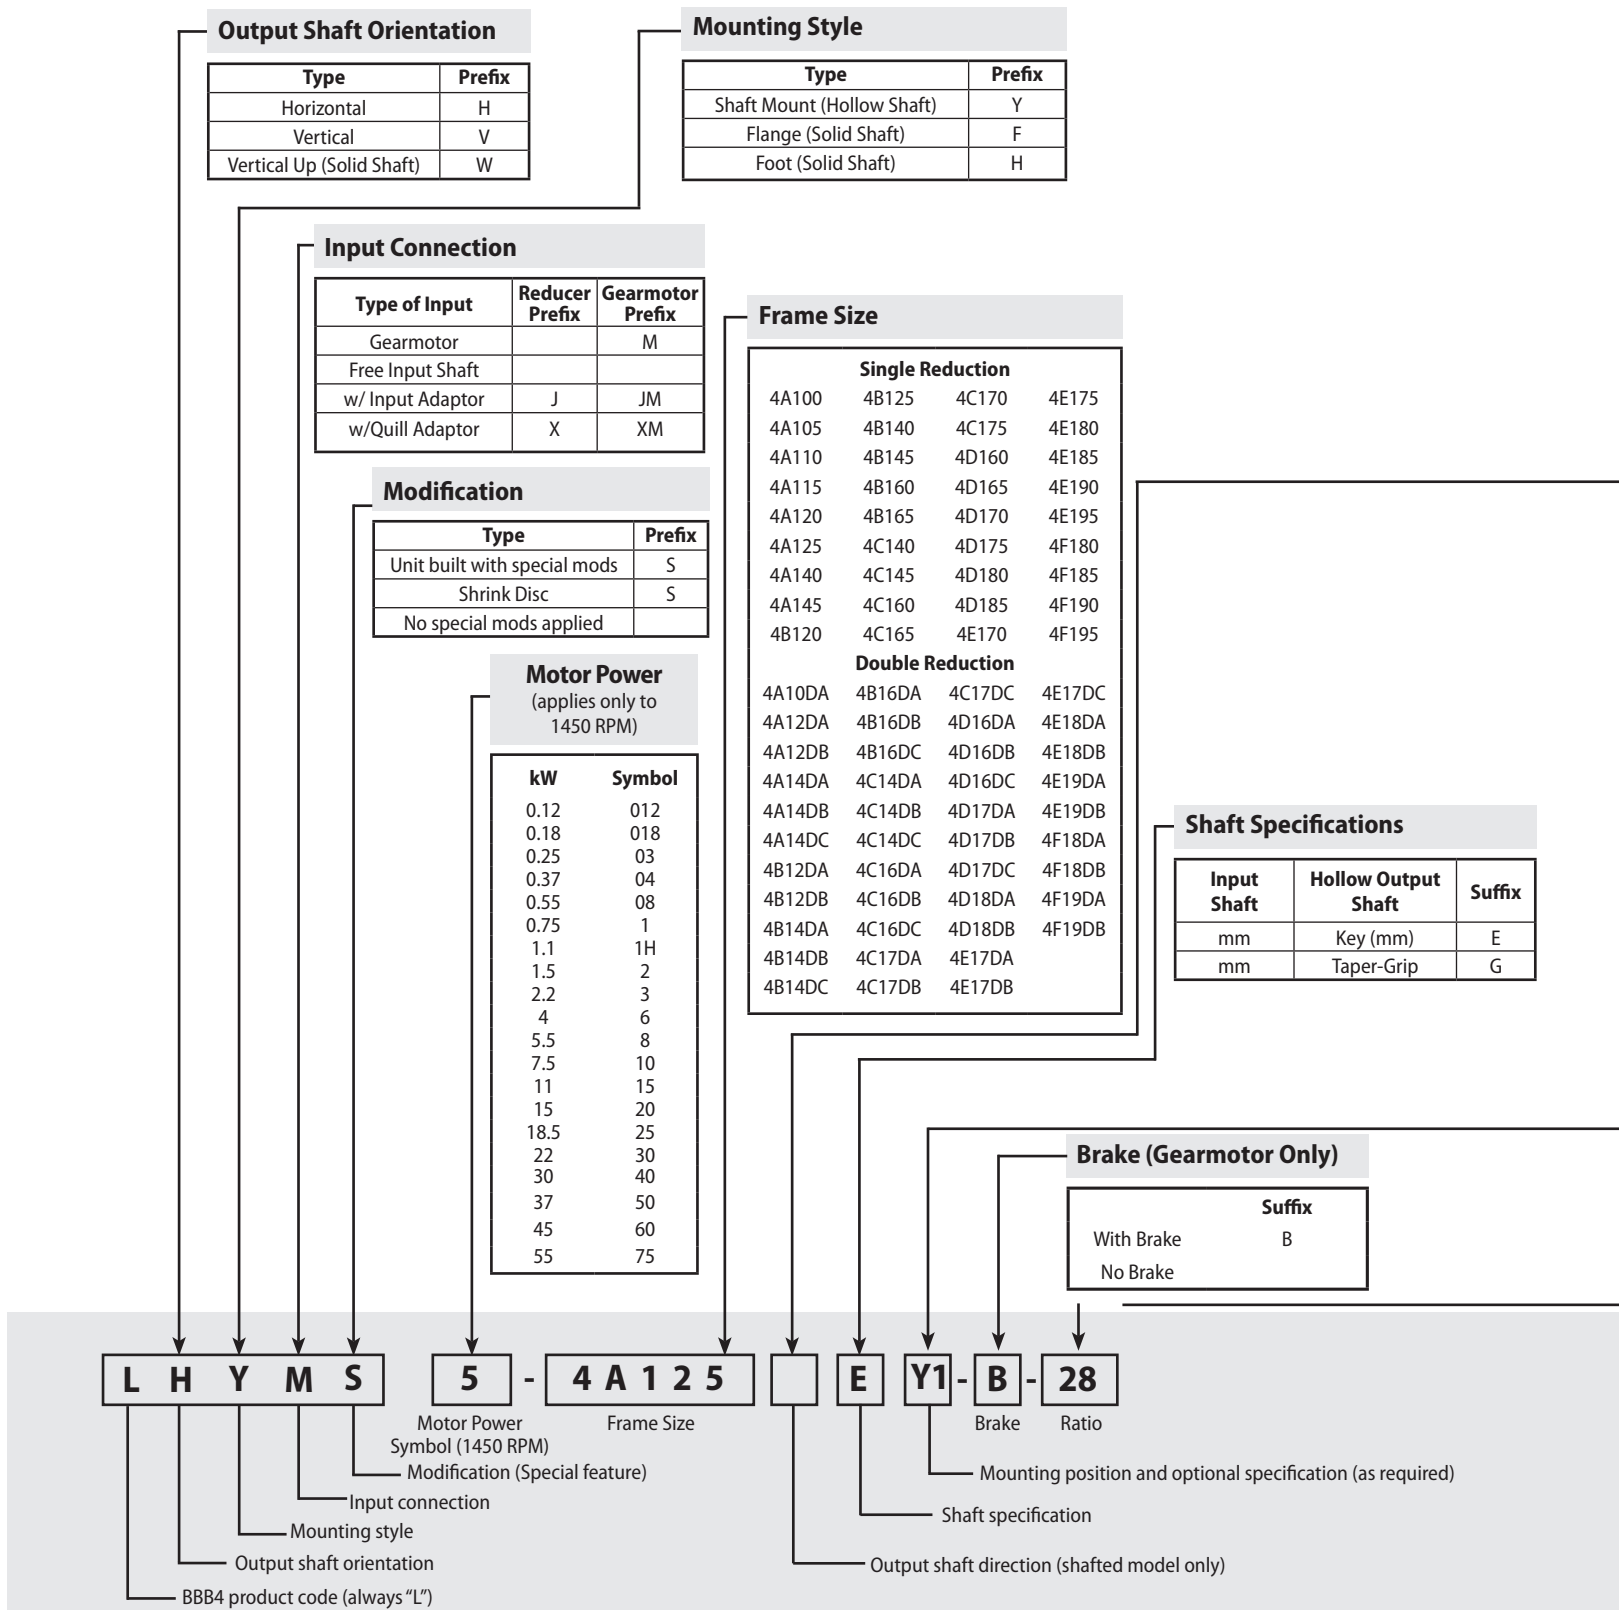 Output Shaft Orientation
Type Prefix
Horizontal H
Vertical V
Vertical Up (Solid Shaft) W
Mounting Style
Type Prefix
Shaft Mount (Hollow Shaft) Y
Flange (Solid Shaft) F
Foot (Solid Shaft) H
Input Connection
Type of Input Reducer Prefix Gearmotor Prefix
Gearmotor M
Free Input Shaft
w/ Input Adaptor J JM
w/Quill Adaptor X XM
Modification
Type Prefix
Unit built with special mods S
Shrink Disc S
No special mods applied
Motor Power
(applies only to
1450 RPM)
kW Symbol
0.12 012
0.18 018
0.25 03
0.37 04
0.55 08
0.75 1
1.1 1H
1.5 2
2.2 3
4 6
5.5 8
7.5 10
11 15
15 20
18.5 25
22 30
30 40
37 50
45 60
55 75
Frame Size
Single Reduction
4A100 4B125 4C170 4E175
4A105 4B140 4C175 4E180
4A110 4B145 4D160 4E185
4A115 4B160 4D165 4E190
4A120 4B165 4D170 4E195
4A125 4C140 4D175 4F180
4A140 4C145 4D180 4F185
4A145 4C160 4D185 4F190
4B120 4C165 4E170 4F195
Double Reduction
4A10DA 4B16DA 4C17DC 4E17DC
4A12DA 4B16DB 4D16DA 4E18DA
4A12DB 4B16DC 4D16DB 4E18DB
4A14DA 4C14DA 4D16DC 4E19DA
4A14DB 4C14DB 4D17DA 4E19DB
4A14DC 4C14DC 4D17DB 4F18DA
4B12DA 4C16DA 4D17DC 4F18DB
4B12DB 4C16DB 4D18DA 4F19DA
4B14DA 4C16DC 4D18DB 4F19DB
4B14DB 4C17DA 4E17DA
4B14DC 4C17DB 4E17DB
Shaft Specifications
Input Shaft Hollow Output Shaft Suffix
mm Key (mm) E
mm Taper-Grip G
Brake (Gearmotor Only)
Suffix
With Brake B
No Brake
L H Y M S 5 - 4 A 1 2 5 E Y1 - B - 28
Motor Power
Symbol (1450 RPM)
Frame Size
Brake
Ratio
Modification (Special feature)
Input connection
Mounting style
Output shaft orientation
BBB4 product code (always "L")
Mounting position and optional specification (as required)
Shaft specification
Output shaft direction (shafted model only)